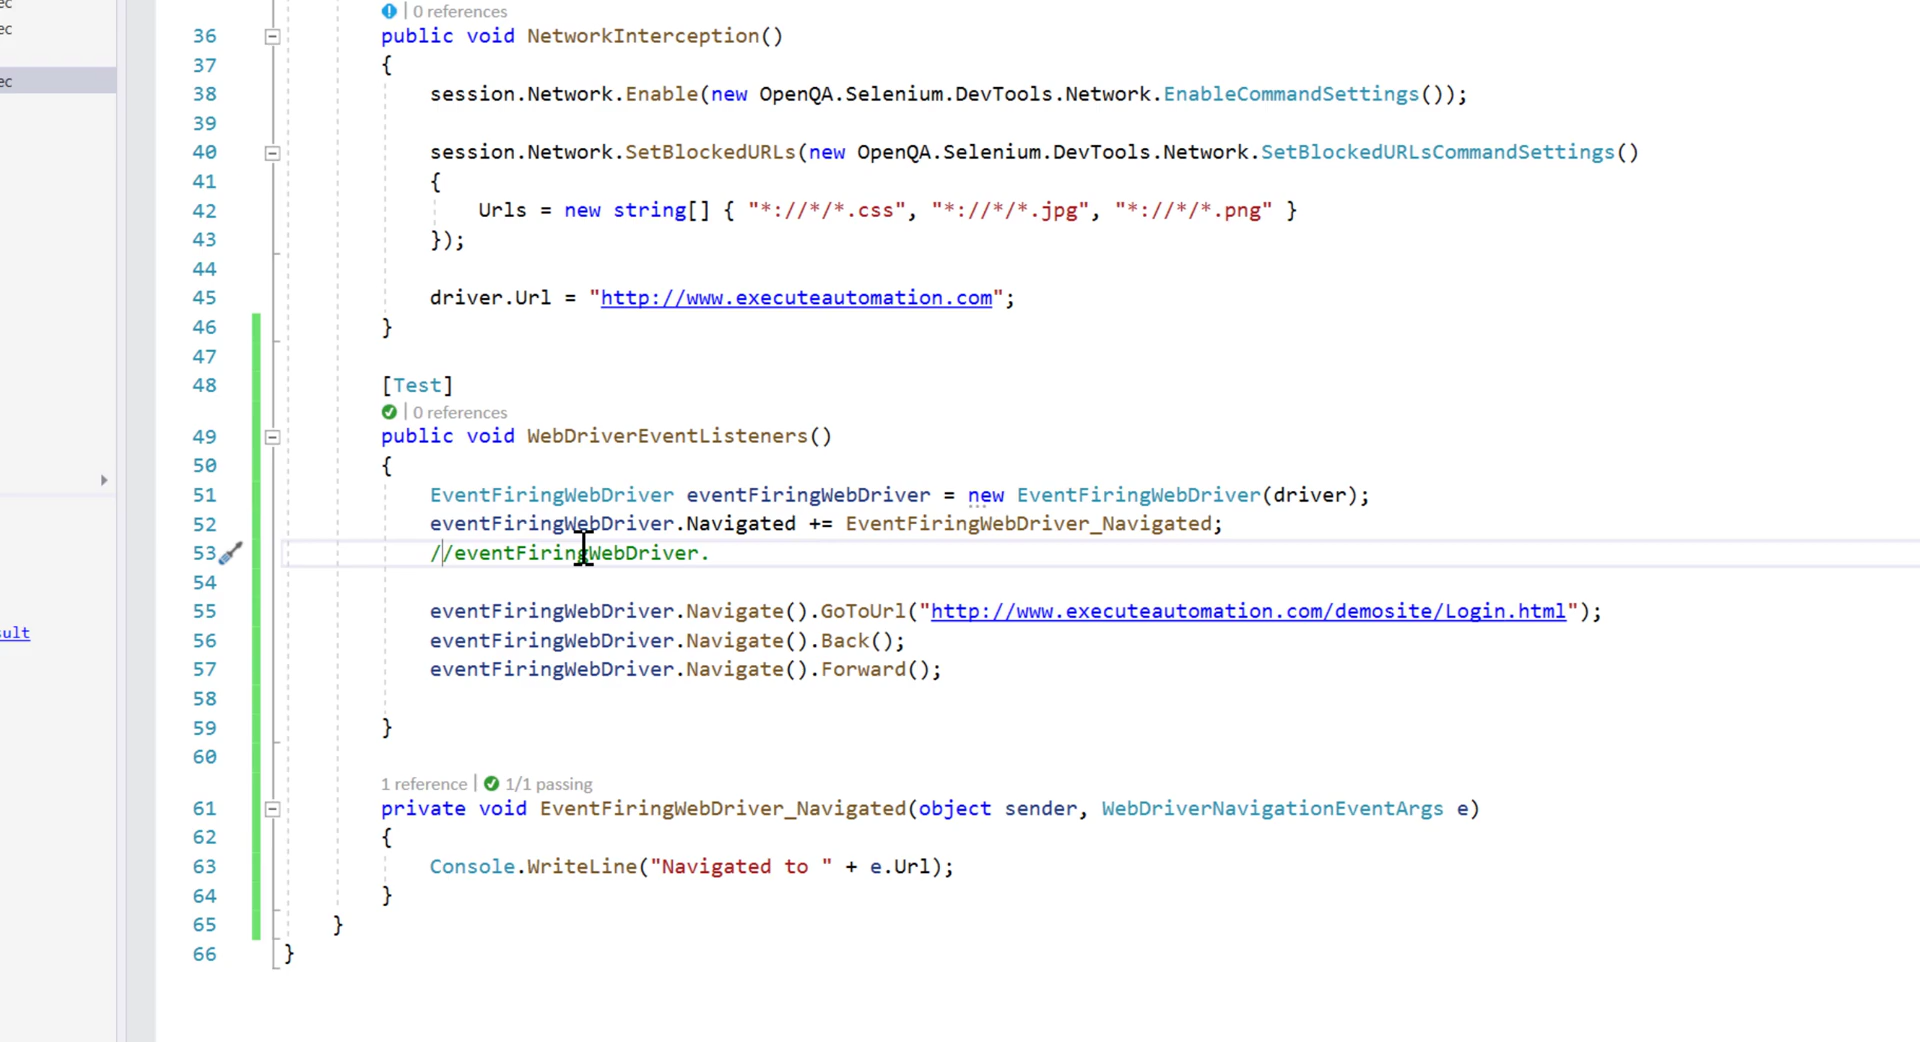 ec
ec
ec
ult
0 references
36 public void NetworkInterception()
37 {
38 session.Network.Enable(new OpenQA.Selenium.DevTools.Network.EnableCommandSettings());
39
40 session.Network.SetBlockedURLs(new OpenQA.Selenium.DevTools.Network.SetBlockedURLsCommandSettings()
41 {
42 Urls = new string[] { "*://*/*.css", "*://*/*.jpg", "*://*/*.png" }
43 });
44
45 driver.Url = "http://www.executeautomation.com";
46 }
47
48 [Test]
0 references
49 public void WebDriverEventListeners()
50 {
51 EventFiringWebDriver eventFiringWebDriver = new EventFiringWebDriver(driver);
52 eventFiringWebDriver.Navigated += EventFiringWebDriver_Navigated;
53 //eventFiringWebDriver.
54
55 eventFiringWebDriver.Navigate().GoToUrl("http://www.executeautomation.com/demosite/Login.html");
56 eventFiringWebDriver.Navigate().Back();
57 eventFiringWebDriver.Navigate().Forward();
58
59 }
60
1 reference | 1/1 passing
61 private void EventFiringWebDriver_Navigated(object sender, WebDriverNavigationEventArgs e)
62 {
63 Console.WriteLine("Navigated to " + e.Url);
64 }
65 }
66 }